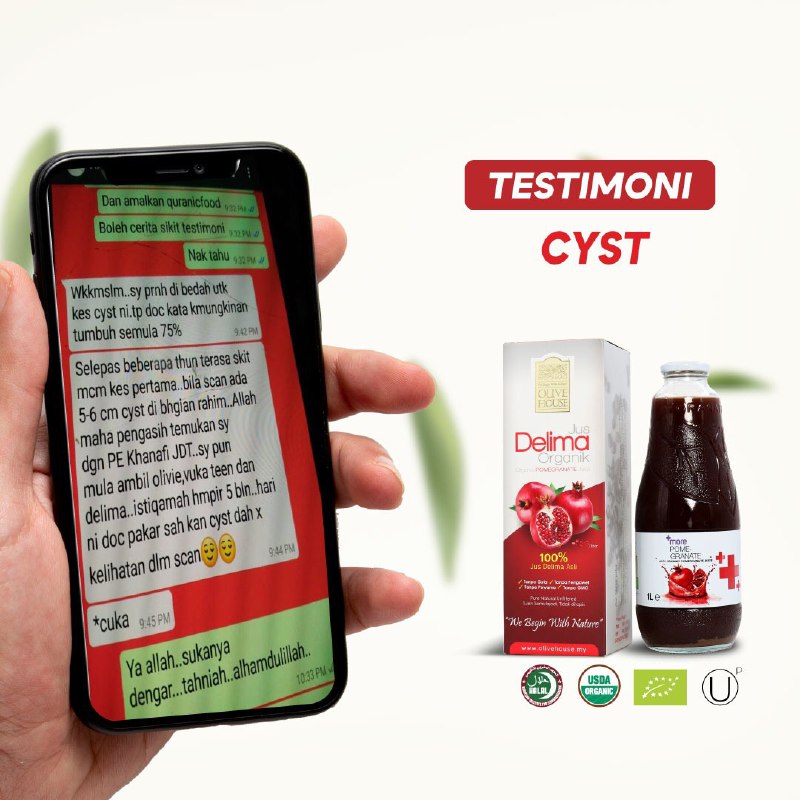 Dan amalkan quranicfood 9:32 PM
Boleh cerita sikit testimoni 9:32 PM
Nak tahu 9:32 PM
Wkkmslm..sy prnh di bedah utk
kes cyst ni.tp doc kata kmungkinan
tumbuh semula 75%
9:42 PM
Selepas beberapa thun terasa skit
mcm kes pertama..bila scan ada
5-6 cm cyst di bhgian rahim..Allah
maha pengasih temukan sy
dgn PE Khanafi JDT..sy pun
mula ambil olivie,vuka teen dan
delima..istiqamah hmpir 5 bln..hari
ni doc pakar sah kan cyst dah x
kelihatan dlm scan😌😌 9:44 PM
*cuka 9:45 PM
Ya allah..sukanya
dengar...tahniah..alhamdulillah..
10:33 PM
TESTIMONI
CYST
OLIVE
HOUSE
Jus
Delima
Organik
POMEGRANATE
100%
Jus Delima Asli
"We Begin With Nature"
www.olivehouse.my
+more
POME-
GRANATE
1L e
HALAL
USDA
ORGANIC
U P